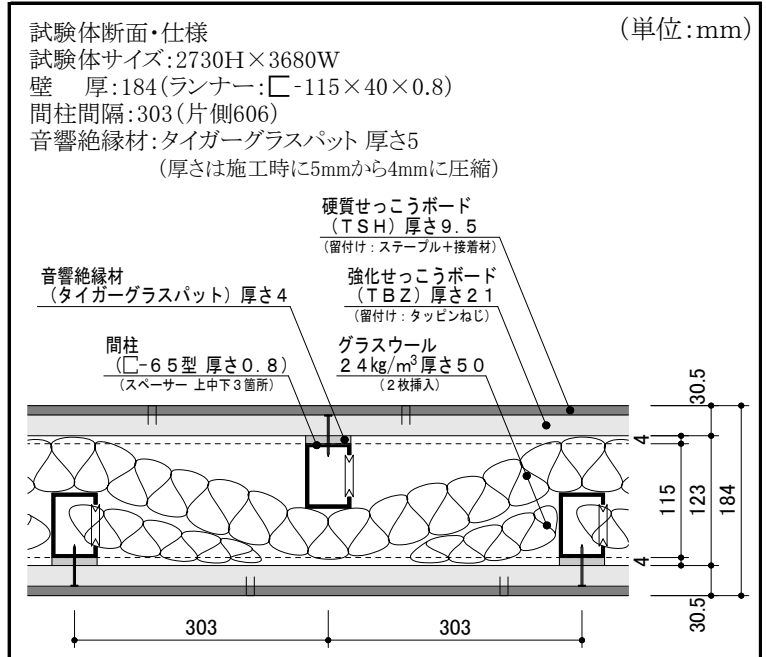 試験体断面・仕様
(単位:mm)
試験体サイズ:2730H×3680W
壁　厚:184(ランナー:⊏-115×40×0.8)
間柱間隔:303(片側606)
音響絶縁材:タイガーグラスパット 厚さ5
(厚さは施工時に5mmから4mmに圧縮)
硬質せっこうボード
(TSH)厚さ9.5
(留付け:ステープル+接着材)
音響絶縁材
(タイガーグラスパット)厚さ4
強化せっこうボード
(TBZ)厚さ21
(留付け:タッピンねじ)
間柱
(⊏-65型 厚さ0.8)
(スペーサー 上中下3箇所)
グラスウール
24kg/m³厚さ50
(2枚挿入)
30.5
4
115
123
184
4
30.5
303
303